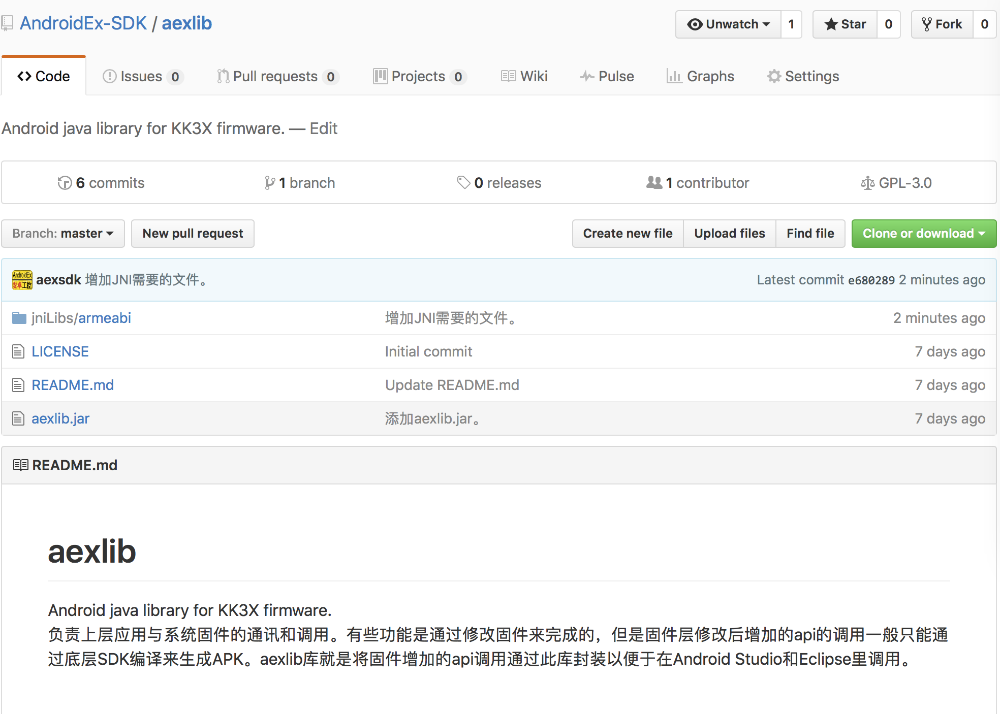 AndroidEx-SDK / aexlib
Unwatch 1 Star 0 Fork 0
Code Issues 0 Pull requests 0 Projects 0 Wiki Pulse Graphs Settings
Android java library for KK3X firmware. — Edit
6 commits 1 branch 0 releases 1 contributor GPL-3.0
Branch: master New pull request Create new file Upload files Find file Clone or download
AndroidEx
安卓工控
aexsdk 增加JNI需要的文件。 Latest commit e680289 2 minutes ago
jniLibs/armeabi 增加JNI需要的文件。 2 minutes ago
LICENSE Initial commit 7 days ago
README.md Update README.md 7 days ago
aexlib.jar 添加aexlib.jar。 7 days ago
README.md
aexlib
Android java library for KK3X firmware.
负责上层应用与系统固件的通讯和调用。有些功能是通过修改固件来完成的，但是固件层修改后增加的api的调用一般只能通
过底层SDK编译来生成APK。aexlib库就是将固件增加的api调用通过此库封装以便于在Android Studio和Eclipse里调用。